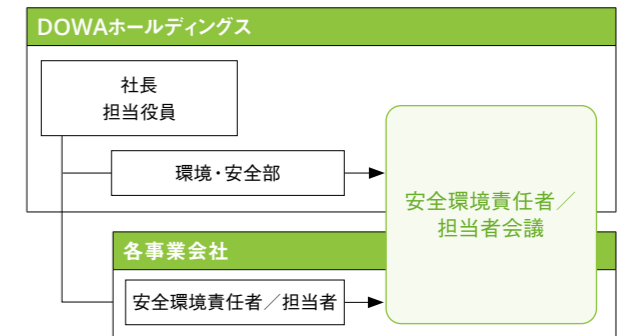 DOWAホールディングス
社長
担当役員
環境・安全部
安全環境責任者／
担当者会議
各事業会社
安全環境責任者／担当者